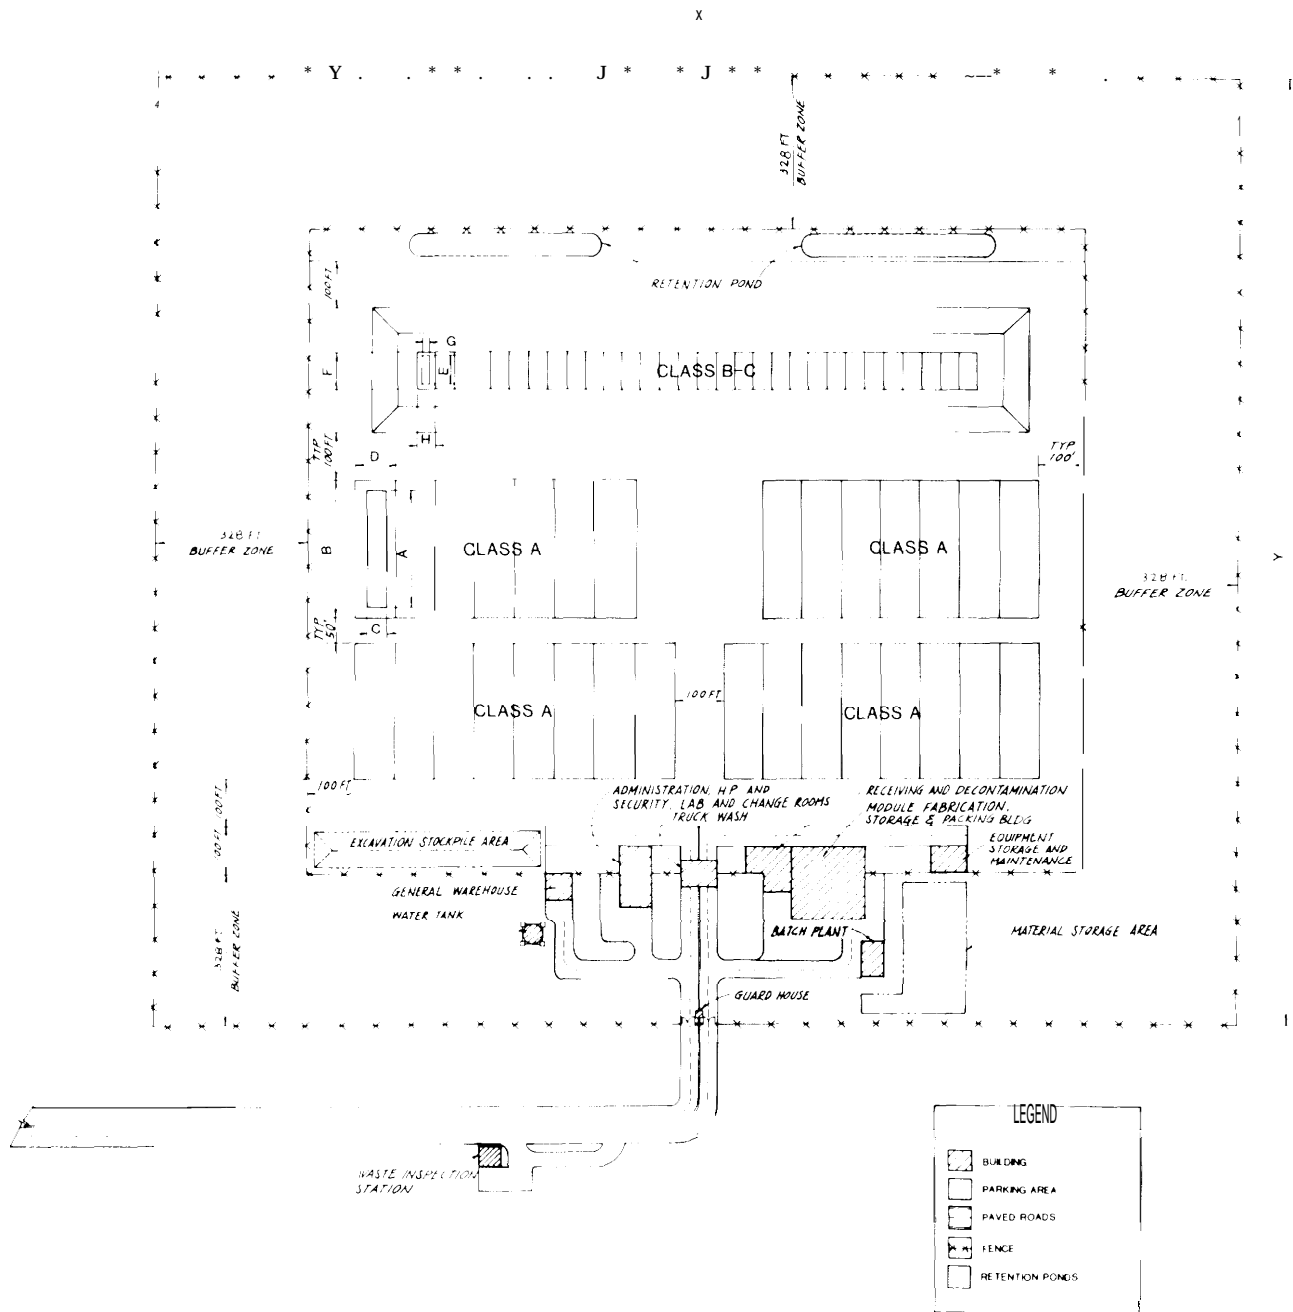 X
* Y . . * * . . . J * * J * *
328 FT
BUFFER ZONE
RETENTION POND
100 FT
G
F
E
CLASS B-C
H
TYP
100 FT.
D
TYP
100'
328 FT
BUFFER ZONE
B
A
CLASS A
CLASS A
Y
328 FT.
BUFFER ZONE
C
TYP
50'
100 FT
CLASS A
CLASS A
100 FT
100 FT
100 FT
ADMINISTRATION, H.P. AND
SECURITY, LAB AND CHANGE ROOMS
TRUCK WASH
RECEIVING AND DECONTAMINATION
MODULE FABRICATION,
STORAGE & PACKING BLDG
EQUIPMENT
STORAGE AND
MAINTENANCE
EXCAVATION STOCKPILE AREA
GENERAL WAREHOUSE
WATER TANK
BATCH PLANT
MATERIAL STORAGE AREA
328 FT
BUFFER ZONE
GUARD HOUSE
WASTE INSPECTION
STATION
LEGEND
BUILDING
PARKING AREA
PAVED ROADS
FENCE
RETENTION PONDS